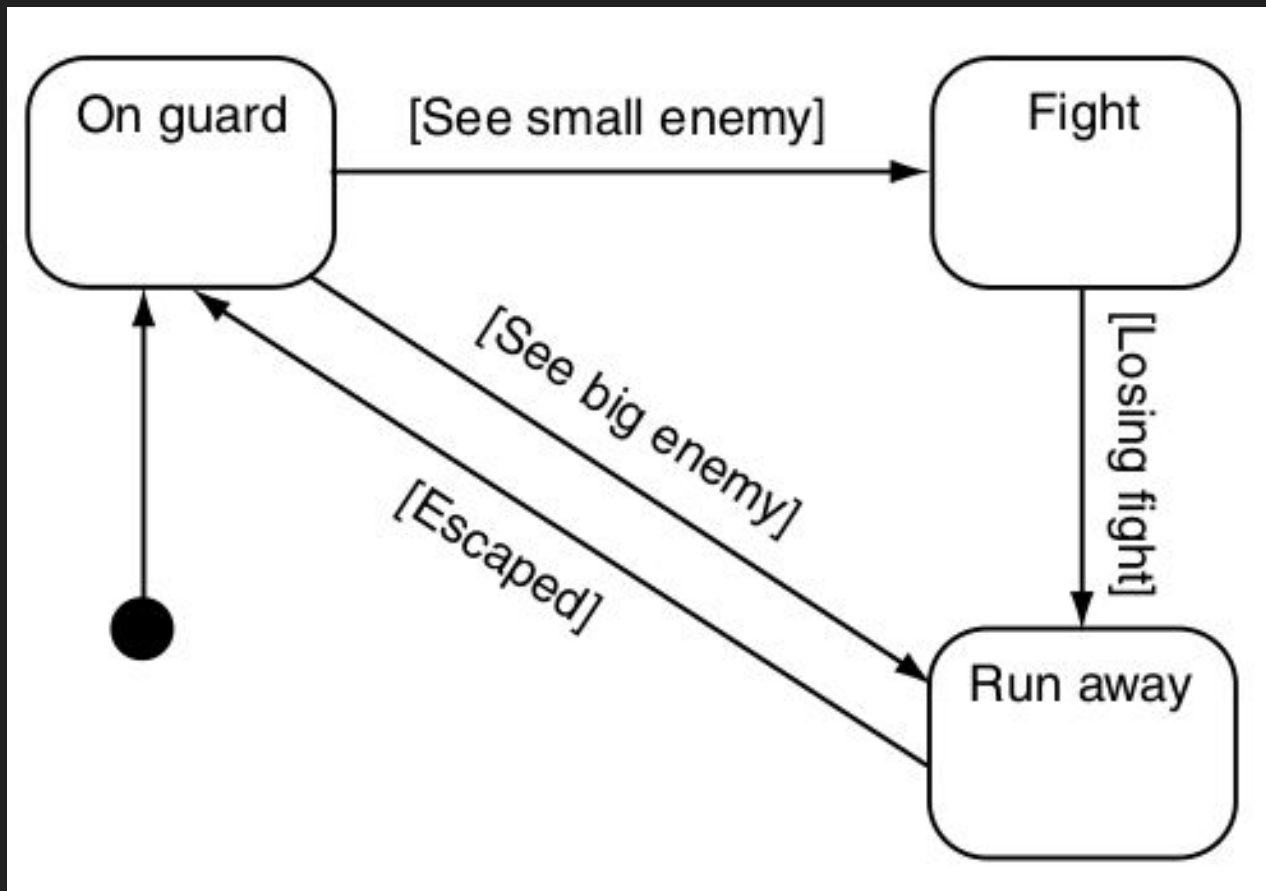 On guard
[See small enemy]
Fight
[See big enemy]
[Losing fight]
[Escaped]
Run away